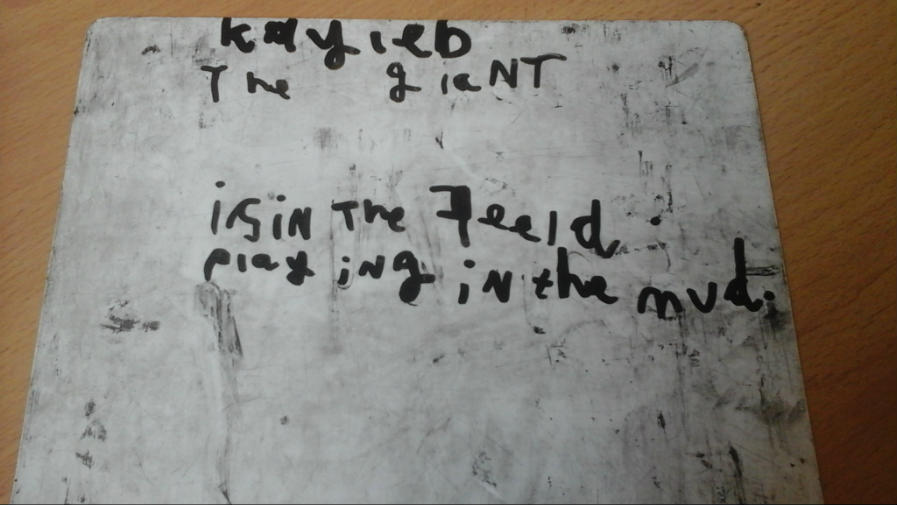 kayleb
The giaNT
isin The Feeld
playing in the mud.